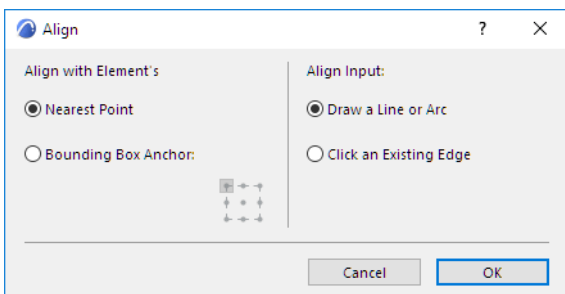 Align
?
Align with Element's
Nearest Point
Bounding Box Anchor:
Align Input:
Draw a Line or Arc
Click an Existing Edge
Cancel
OK